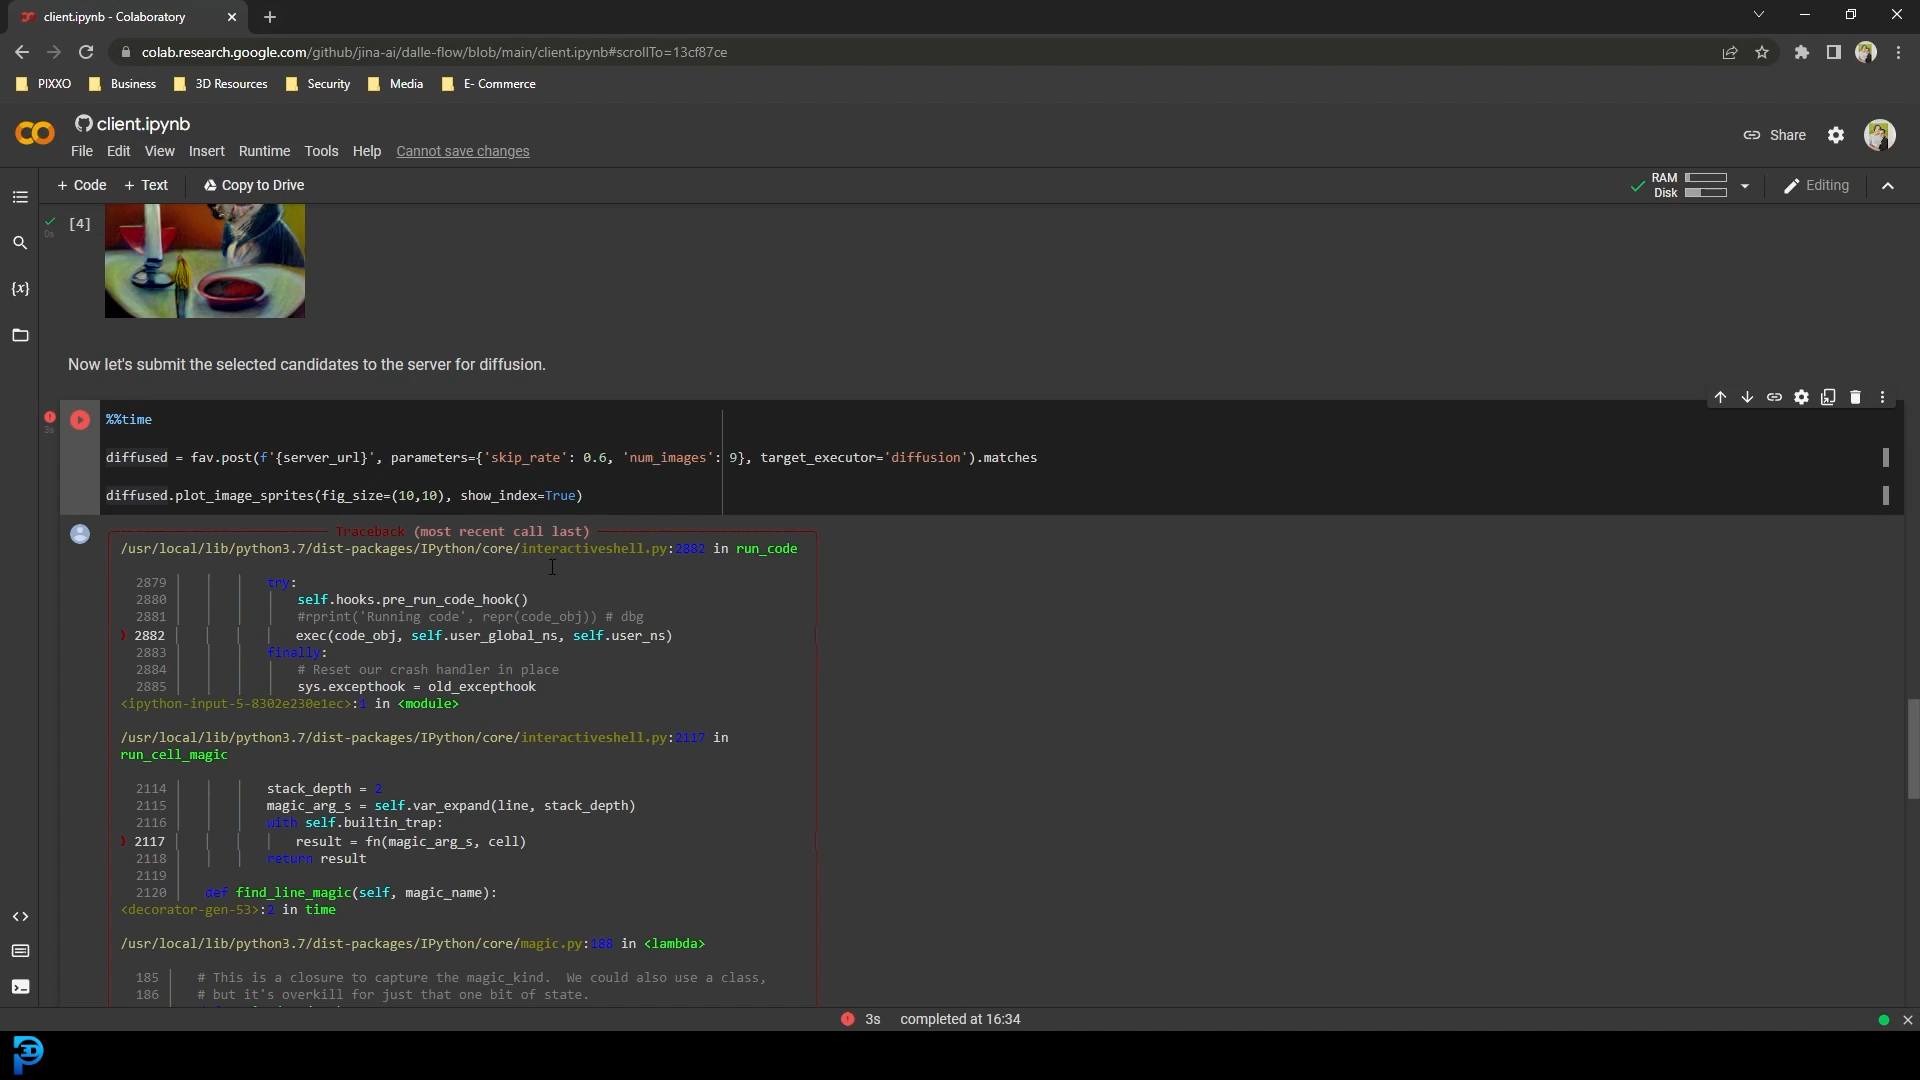 client.ipynb - Colaboratory
colab.research.google.com/github/jina-ai/dalle-flow/blob/main/client.ipynb#scrollTo=13cf87ce
PIXXO Business 3D Resources Security Media E- Commerce
client.ipynb
Share
File Edit View Insert Runtime Tools Help Cannot save changes
+ Code + Text Copy to Drive
RAM
Disk
Editing
[4]
0s
Now let's submit the selected candidates to the server for diffusion.
3s
%%time
diffused = fav.post(f'{server_url}', parameters={'skip_rate': 0.6, 'num_images': 9}, target_executor='diffusion').matches
diffused.plot_image_sprites(fig_size=(10,10), show_index=True)
Traceback (most recent call last)
/usr/local/lib/python3.7/dist-packages/IPython/core/interactiveshell.py:2882 in run_code
2879 try:
2880 self.hooks.pre_run_code_hook()
2881 #rprint('Running code', repr(code_obj)) # dbg
❱ 2882 exec(code_obj, self.user_global_ns, self.user_ns)
2883 finally:
2884 # Reset our crash handler in place
2885 sys.excepthook = old_excepthook
<ipython-input-5-8302e230e1ec>:1 in <module>
/usr/local/lib/python3.7/dist-packages/IPython/core/interactiveshell.py:2117 in
run_cell_magic
2114 stack_depth = 2
2115 magic_arg_s = self.var_expand(line, stack_depth)
2116 with self.builtin_trap:
❱ 2117 result = fn(magic_arg_s, cell)
2118 return result
2119
2120 def find_line_magic(self, magic_name):
<decorator-gen-53>:2 in time
/usr/local/lib/python3.7/dist-packages/IPython/core/magic.py:188 in <lambda>
185 # This is a closure to capture the magic_kind. We could also use a class,
186 # but it's overkill for just that one bit of state.
3s completed at 16:34
3D